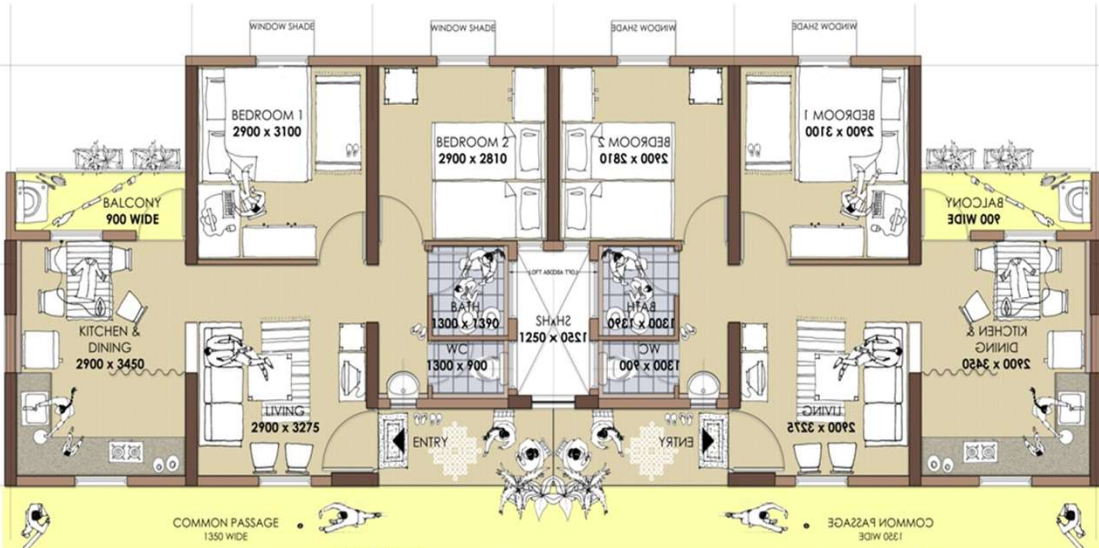 WINDOW SHADE
WINDOW SHADE
WINDOW SHADE
WINDOW SHADE
BEDROOM 1
2900 x 3100
BEDROOM 2
2900 x 2810
BEDROOM 2
2900 x 2810
BEDROOM 1
2900 x 3100
BALCONY
900 WIDE
BALCONY
900 WIDE
LOFT ABOVE
BATH
1300 x 1390
SHAFT
1250 x 1250
BATH
1300 x 1390
KITCHEN &
DINING
2900 x 3450
WC
1300 x 900
WC
1300 x 900
KITCHEN &
DINING
2900 x 3450
LIVING
2900 x 3275
ENTRY
ENTRY
LIVING
2900 x 3275
COMMON PASSAGE
1350 WIDE
COMMON PASSAGE
1350 WIDE